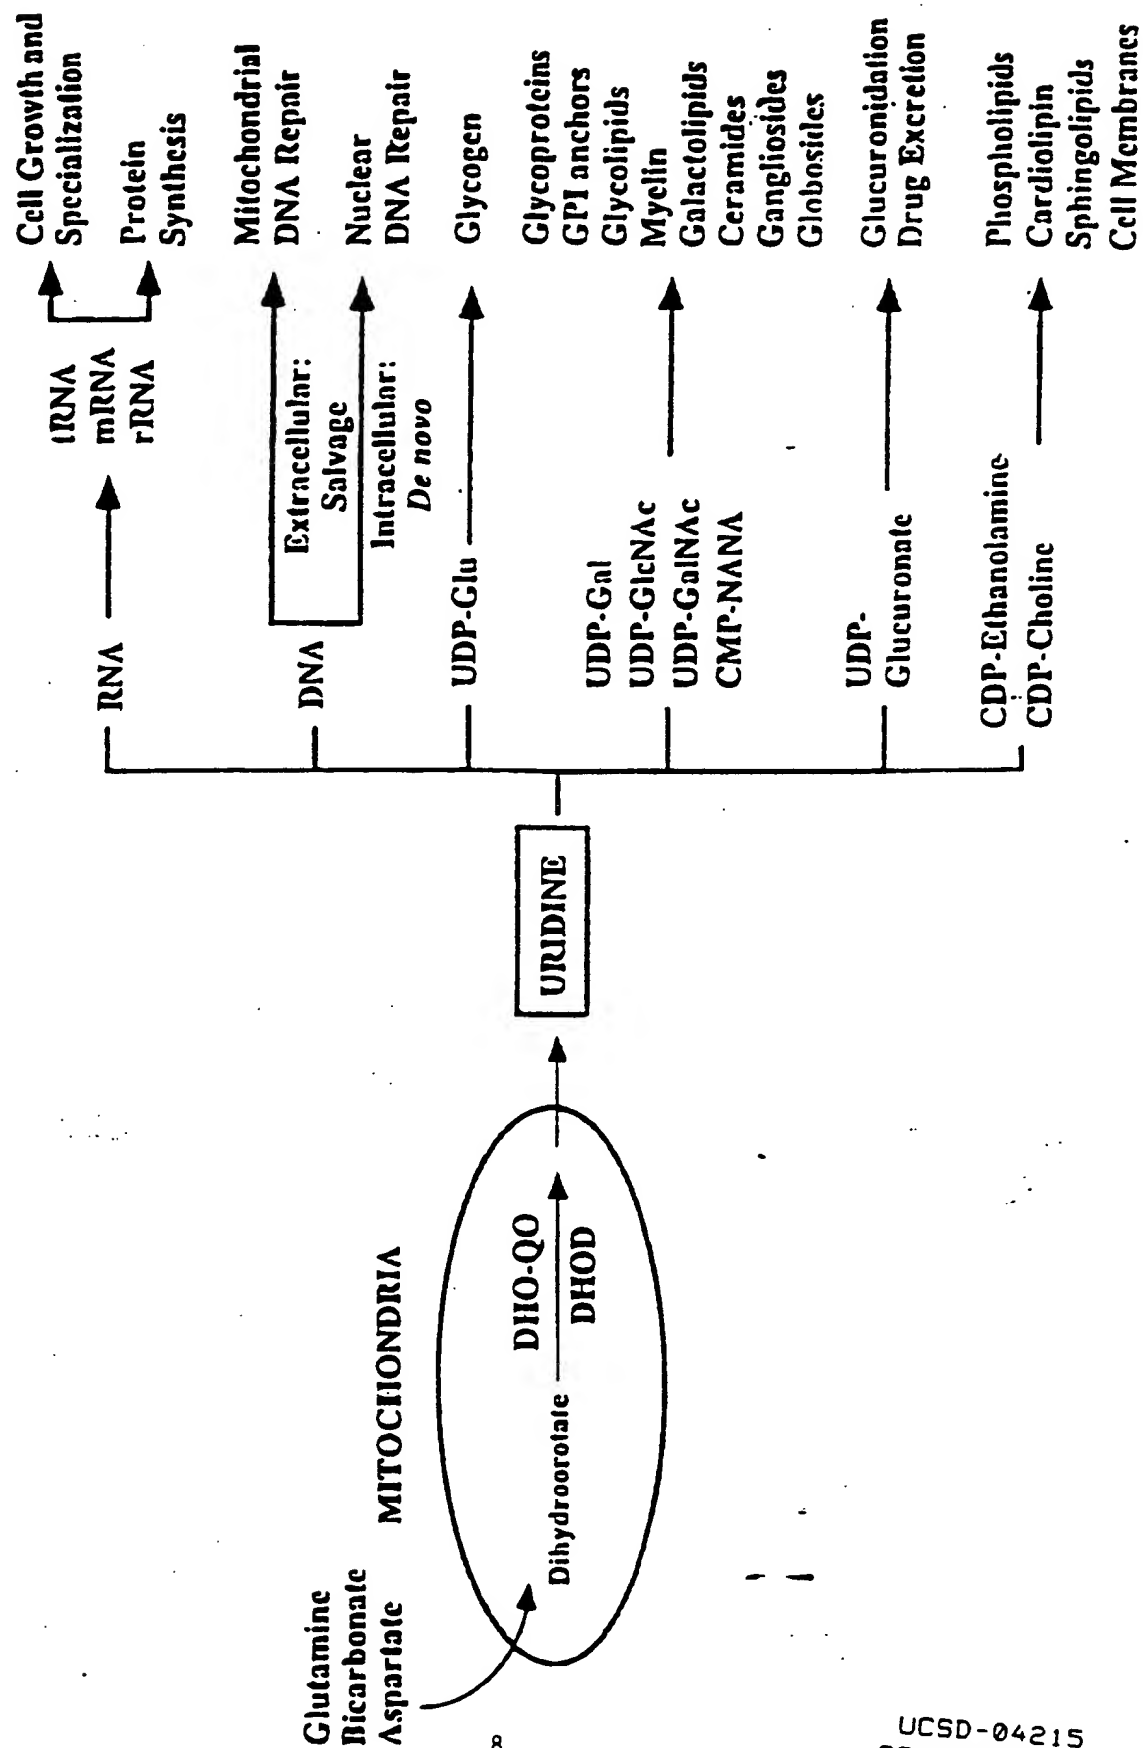 Glutamine
Bicarbonate
Aspartate
MITOCHONDRIA
Dihydroorotate
DHO-QO
DHOD
URIDINE
RNA
tRNA
mRNA
rRNA
Cell Growth and
Specialization
Protein
Synthesis
DNA
Extracellular:
Salvage
Intracellular:
De novo
Mitochondrial
DNA Repair
Nuclear
DNA Repair
UDP-Glu
Glycogen
UDP-Gal
UDP-GlcNAc
UDP-GalNAc
CMP-NANA
Glycoproteins
GPI anchors
Glycolipids
Myelin
Galactolipids
Ceramides
Gangliosides
Globosides
UDP-
Glucuronate
Glucuronidation
Drug Excretion
CDP-Ethanolamine
CDP-Choline
Phospholipids
Cardiolipin
Sphingolipids
Cell Membranes
8
UCSD-04215